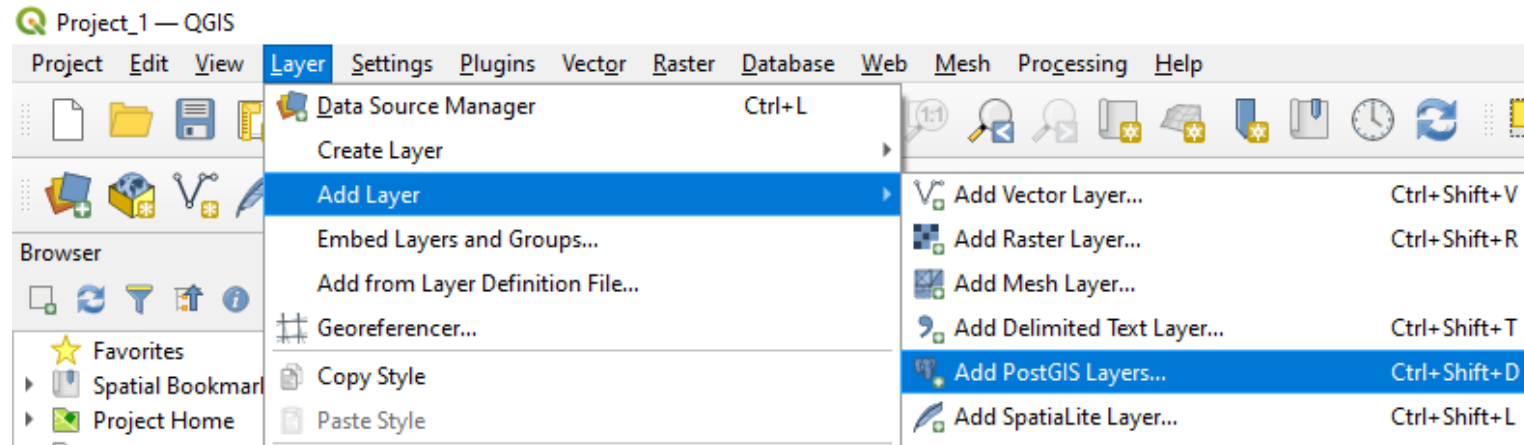 Project_1 — QGIS
Project Edit View Layer Settings Plugins Vector Raster Database Web Mesh Processing Help
Data Source Manager Ctrl+L
1:1
Create Layer
Add Layer
Add Vector Layer... Ctrl+Shift+V
Embed Layers and Groups...
Add Raster Layer... Ctrl+Shift+R
Browser
Add from Layer Definition File...
Add Mesh Layer...
Georeferencer...
Add Delimited Text Layer... Ctrl+Shift+T
Favorites
Copy Style
Add PostGIS Layers... Ctrl+Shift+D
Spatial Bookmar
Project Home
Paste Style
Add SpatiaLite Layer... Ctrl+Shift+L